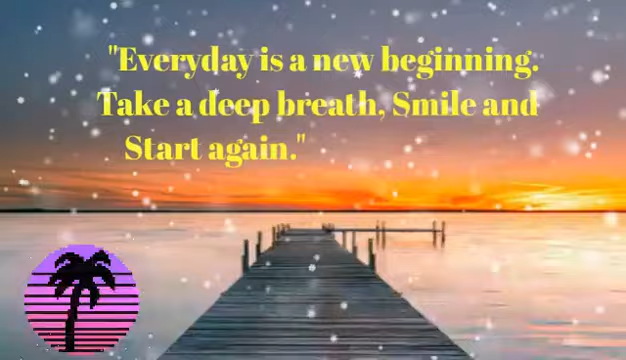 "Everyday is a new beginning.
Take a deep breath, Smile and
Start again."